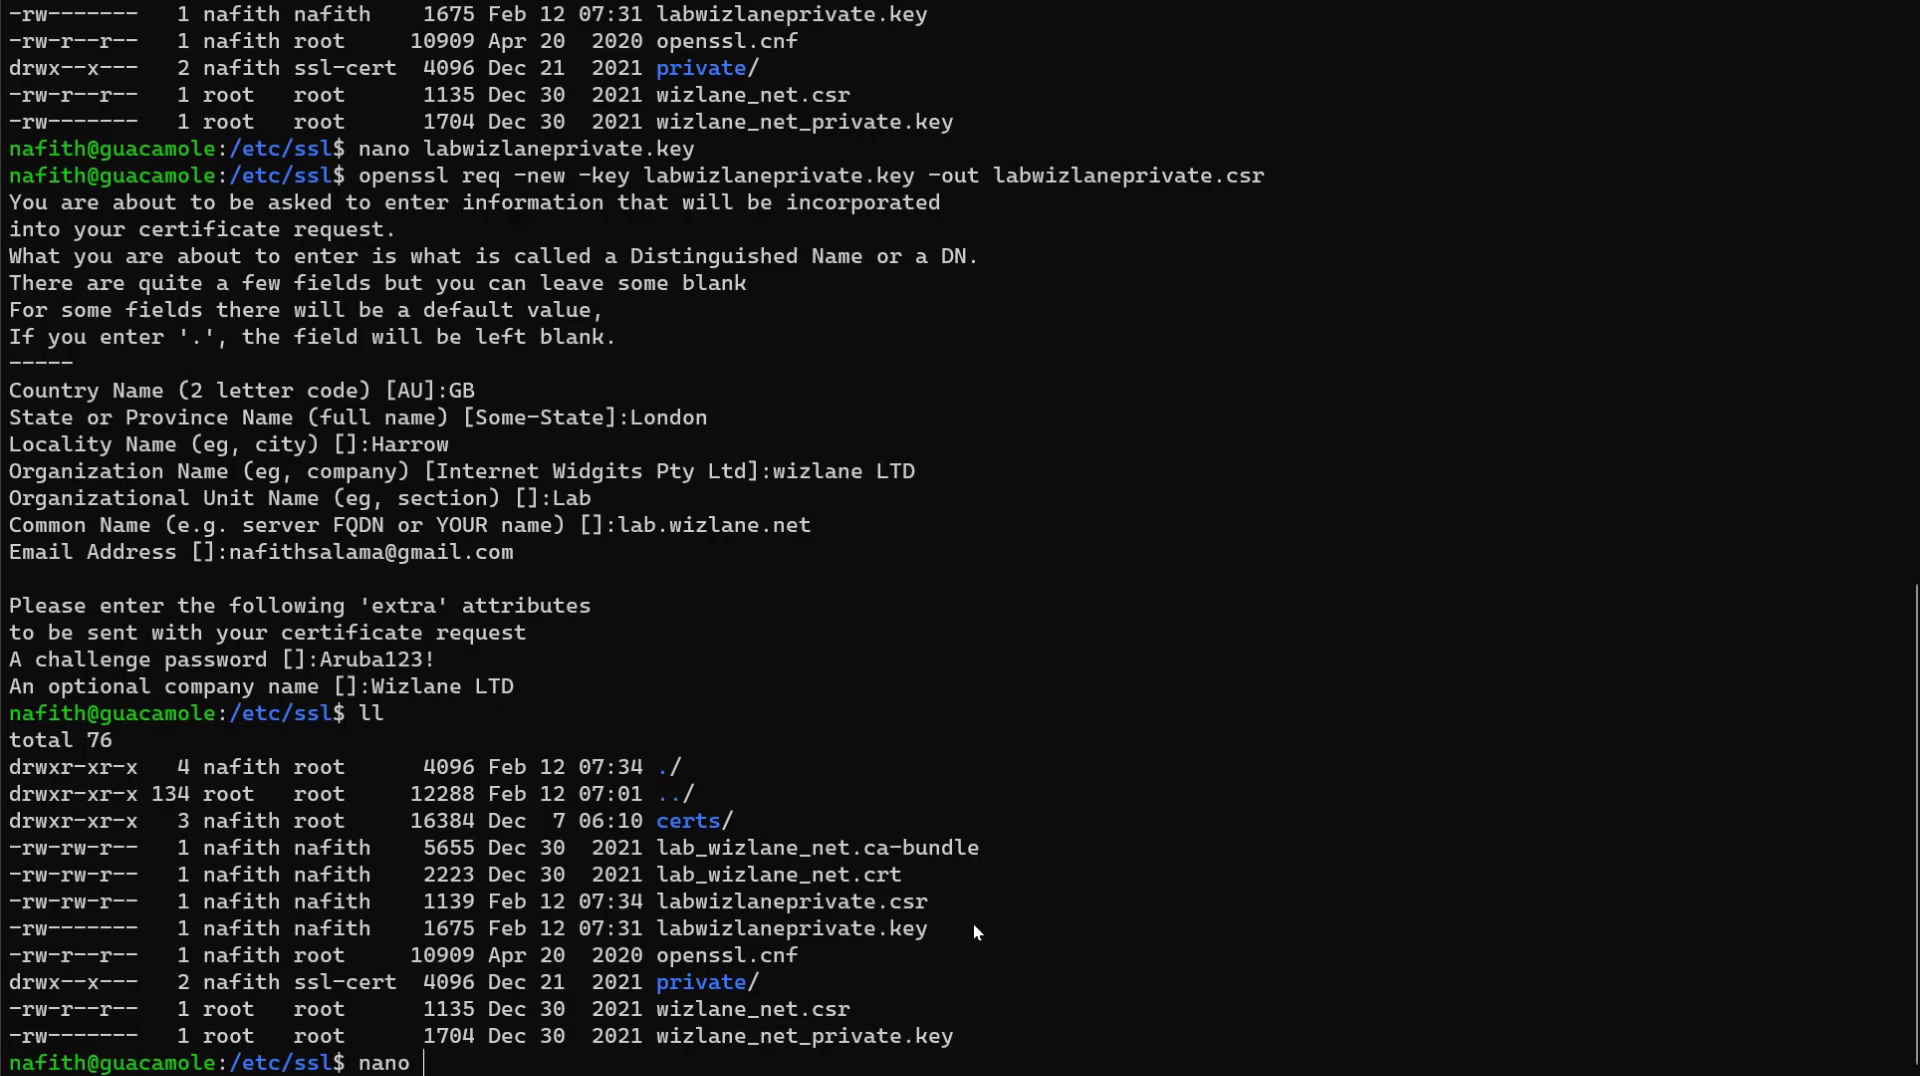 -rw------- 1 nafith nafith 1675 Feb 12 07:31 labwizlaneprivate.key
-rw-r--r-- 1 nafith root 10909 Apr 20 2020 openssl.cnf
drwx--x--- 2 nafith ssl-cert 4096 Dec 21 2021 private/
-rw-r--r-- 1 root root 1135 Dec 30 2021 wizlane_net.csr
-rw------- 1 root root 1704 Dec 30 2021 wizlane_net_private.key
nafith@guacamole:/etc/ssl$ nano labwizlaneprivate.key
nafith@guacamole:/etc/ssl$ openssl req -new -key labwizlaneprivate.key -out labwizlaneprivate.csr
You are about to be asked to enter information that will be incorporated
into your certificate request.
What you are about to enter is what is called a Distinguished Name or a DN.
There are quite a few fields but you can leave some blank
For some fields there will be a default value,
If you enter '.', the field will be left blank.
-----
Country Name (2 letter code) [AU]:GB
State or Province Name (full name) [Some-State]:London
Locality Name (eg, city) []:Harrow
Organization Name (eg, company) [Internet Widgits Pty Ltd]:wizlane LTD
Organizational Unit Name (eg, section) []:Lab
Common Name (e.g. server FQDN or YOUR name) []:lab.wizlane.net
Email Address []:nafithsalama@gmail.com

Please enter the following 'extra' attributes
to be sent with your certificate request
A challenge password []:Aruba123!
An optional company name []:Wizlane LTD
nafith@guacamole:/etc/ssl$ ll
total 76
drwxr-xr-x 4 nafith root 4096 Feb 12 07:34 ./
drwxr-xr-x 134 root root 12288 Feb 12 07:01 ../
drwxr-xr-x 3 nafith root 16384 Dec 7 06:10 certs/
-rw-rw-r-- 1 nafith nafith 5655 Dec 30 2021 lab_wizlane_net.ca-bundle
-rw-rw-r-- 1 nafith nafith 2223 Dec 30 2021 lab_wizlane_net.crt
-rw-rw-r-- 1 nafith nafith 1139 Feb 12 07:34 labwizlaneprivate.csr
-rw------- 1 nafith nafith 1675 Feb 12 07:31 labwizlaneprivate.key
-rw-r--r-- 1 nafith root 10909 Apr 20 2020 openssl.cnf
drwx--x--- 2 nafith ssl-cert 4096 Dec 21 2021 private/
-rw-r--r-- 1 root root 1135 Dec 30 2021 wizlane_net.csr
-rw------- 1 root root 1704 Dec 30 2021 wizlane_net_private.key
nafith@guacamole:/etc/ssl$ nano